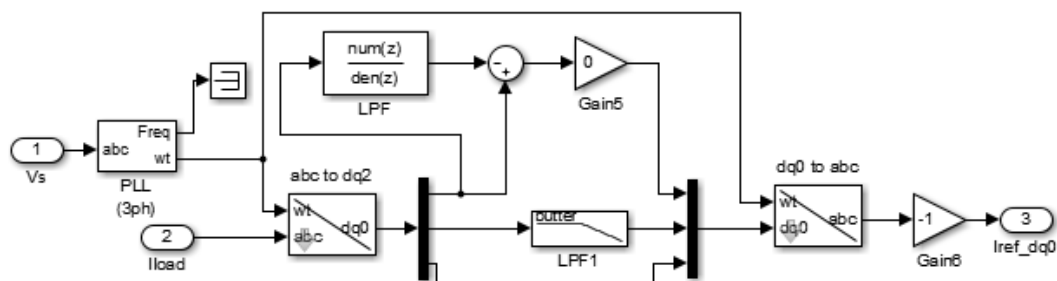 num(z)
den(z)
LPF
-
+
0
Gain5
1
Vs
abc
Freq
wt
PLL
(3ph)
2
Iload
abc to dq2
wt
abc
dq0
butter
LPF1
dq0 to abc
wt
dq0
abc
-1
Gain6
3
Iref_dq0